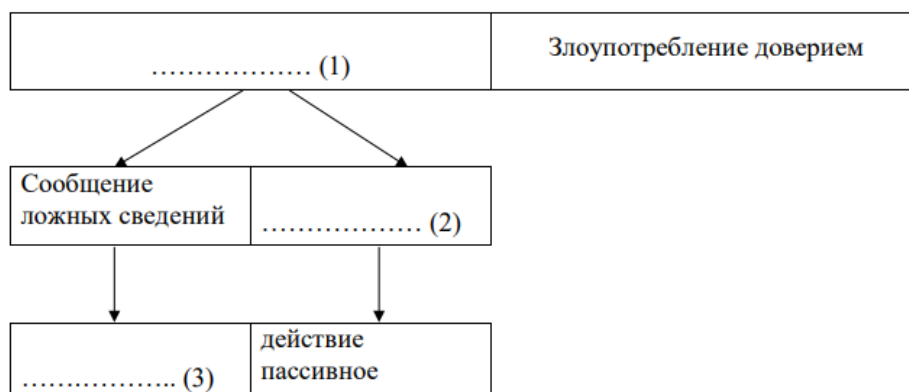 ……………… (1)
Злоупотребление доверием
Сообщение
ложных сведений
……………… (2)
…….……….. (3)
действие
пассивное